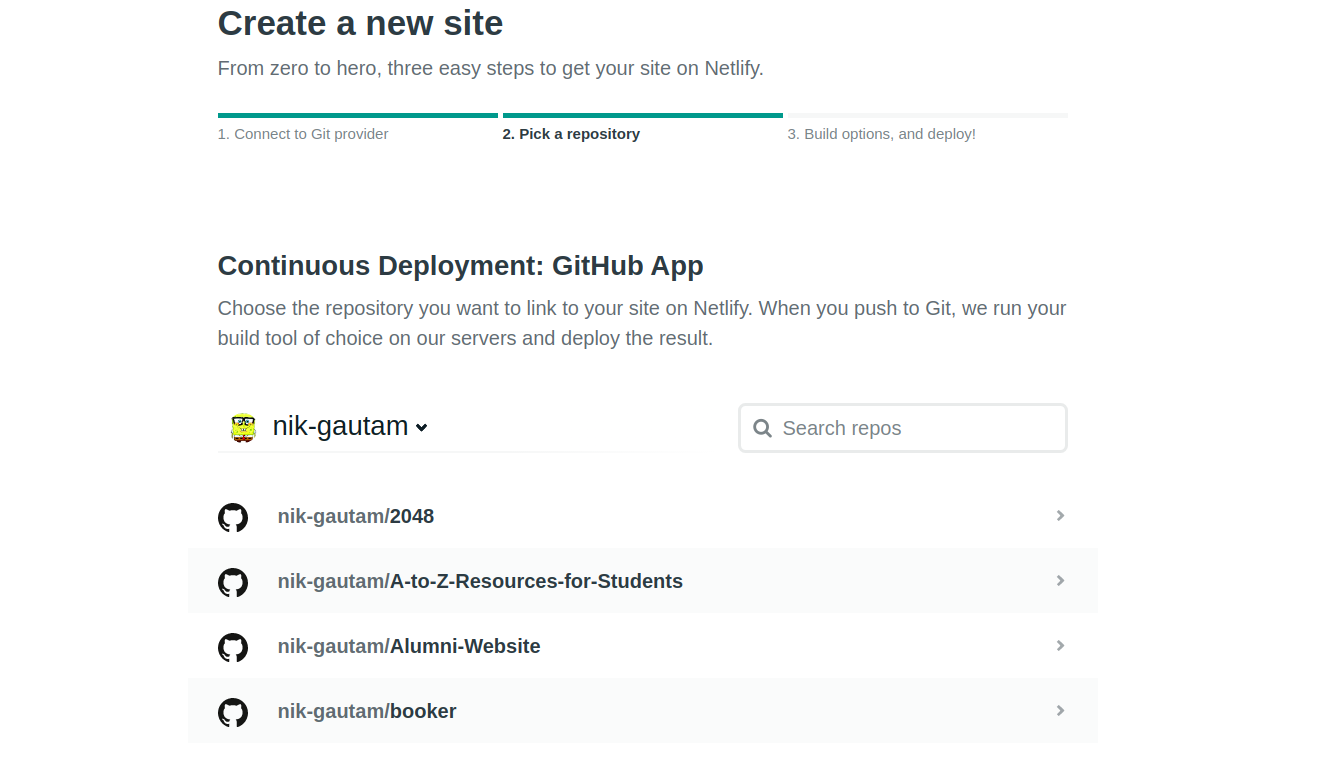 Create a new site
From zero to hero, three easy steps to get your site on Netlify.
1. Connect to Git provider
2. Pick a repository
3. Build options, and deploy!
Continuous Deployment: GitHub App
Choose the repository you want to link to your site on Netlify. When you push to Git, we run your
build tool of choice on our servers and deploy the result.
nik-gautam
Search repos
nik-gautam/2048
nik-gautam/A-to-Z-Resources-for-Students
nik-gautam/Alumni-Website
nik-gautam/booker